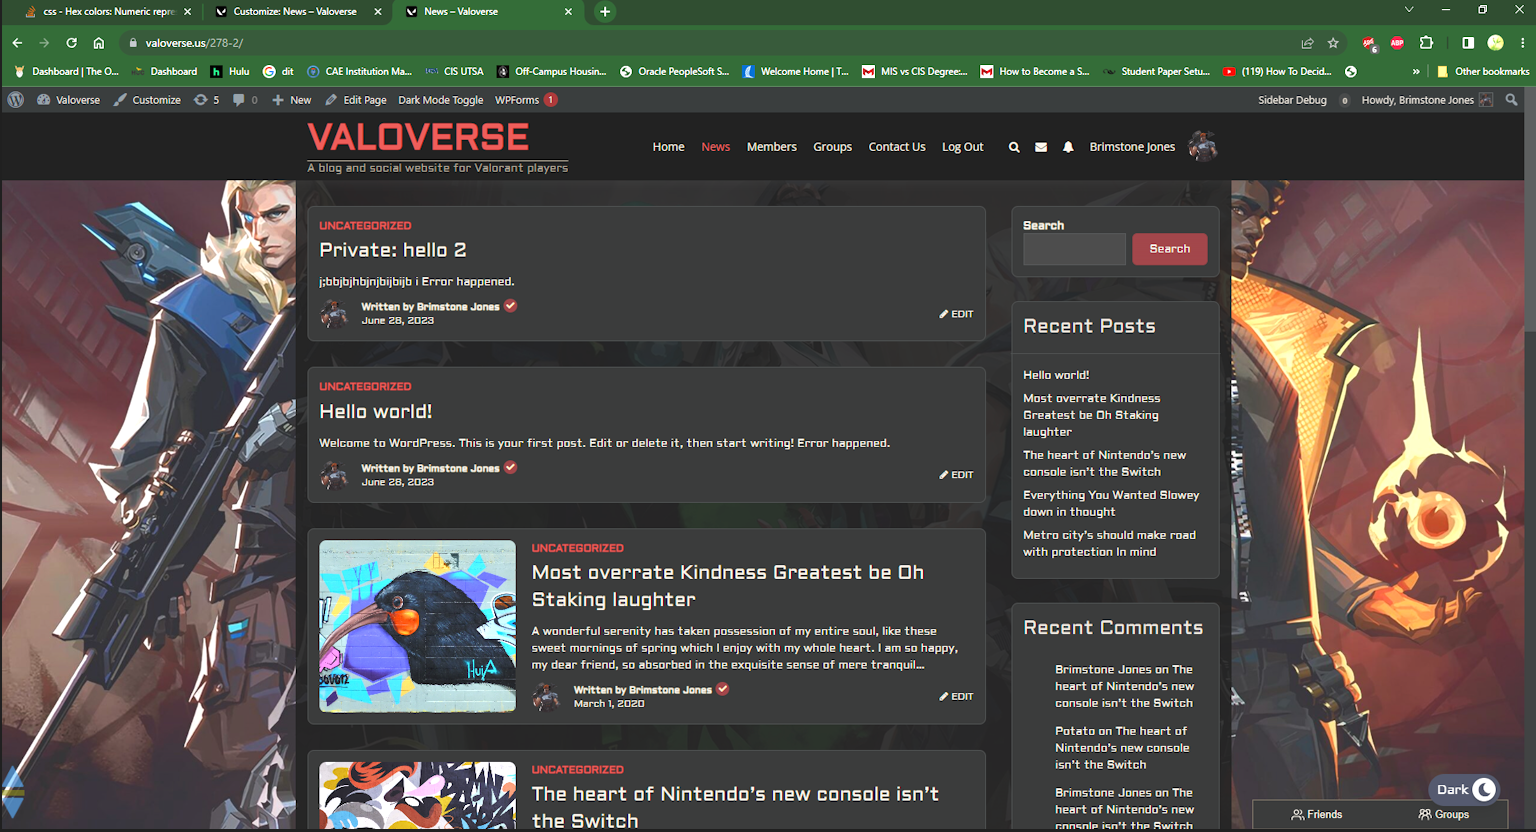 css - Hex colors: Numeric repre
Customize: News – Valoverse
News – Valoverse
valoverse.us/278-2/
6
ABP
Dashboard | The O...
Dashboard
Hulu
dit
CAE Institution Ma...
CIS UTSA
Off-Campus Housin...
Oracle PeopleSoft S...
Welcome Home | T...
MIS vs CIS Degree:...
How to Become a S...
Student Paper Setu...
(119) How To Decid...
»
Other bookmarks
Valoverse
Customize
5
0
New
Edit Page
Dark Mode Toggle
WPForms 1
Sidebar Debug
0
Howdy, Brimstone Jones
VALOVERSE
A blog and social website for Valorant players
Home
News
Members
Groups
Contact Us
Log Out
Brimstone Jones
UNCATEGORIZED
Private: hello 2
j;bbjbjhbjnjbijbijb i Error happened.
Written by Brimstone Jones
June 28, 2023
EDIT
UNCATEGORIZED
Hello world!
Welcome to WordPress. This is your first post. Edit or delete it, then start writing! Error happened.
Written by Brimstone Jones
June 28, 2023
EDIT
HuiA
UNCATEGORIZED
Most overrate Kindness Greatest be Oh
Staking laughter
A wonderful serenity has taken possession of my entire soul, like these
sweet mornings of spring which I enjoy with my whole heart. I am so happy,
my dear friend, so absorbed in the exquisite sense of mere tranquil...
Written by Brimstone Jones
March 1, 2020
EDIT
UNCATEGORIZED
The heart of Nintendo's new console isn't
the Switch
Search
Search
Recent Posts
Hello world!
Most overrate Kindness
Greatest be Oh Staking
laughter
The heart of Nintendo's new
console isn't the Switch
Everything You Wanted Slowey
down in thought
Metro city's should make road
with protection In mind
Recent Comments
Brimstone Jones on The
heart of Nintendo's new
console isn't the Switch
Potato on The heart of
Nintendo's new console
isn't the Switch
Brimstone Jones on The
heart of Nintendo's new
console isn't the Switch
Dark
Friends
Groups